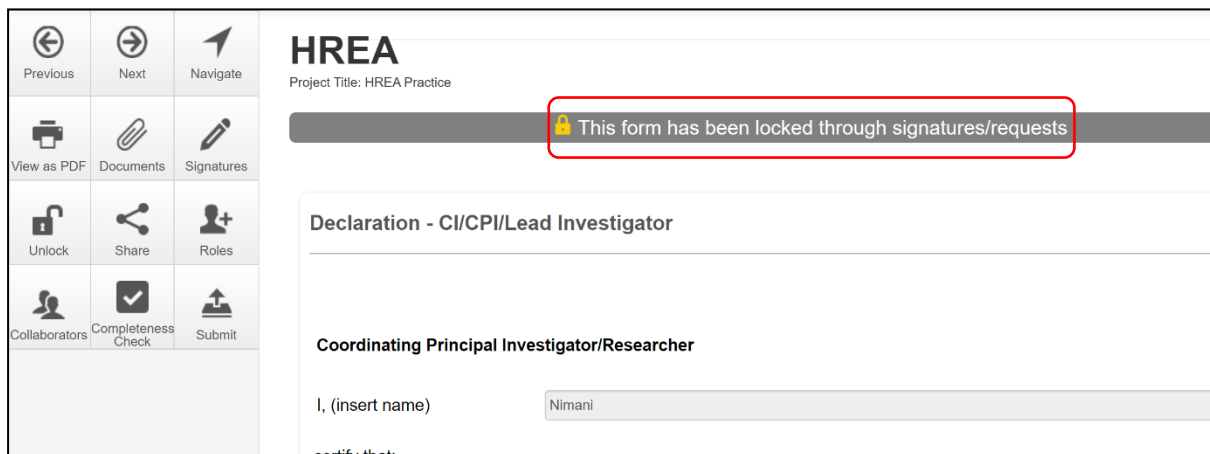 Previous
Next
Navigate
View as PDF
Documents
Signatures
Unlock
Share
Roles
Collaborators
Completeness
Check
Submit
HREA
Project Title: HREA Practice
This form has been locked through signatures/requests
Declaration - CI/CPI/Lead Investigator
Coordinating Principal Investigator/Researcher
I, (insert name)
Nimani
certify that: